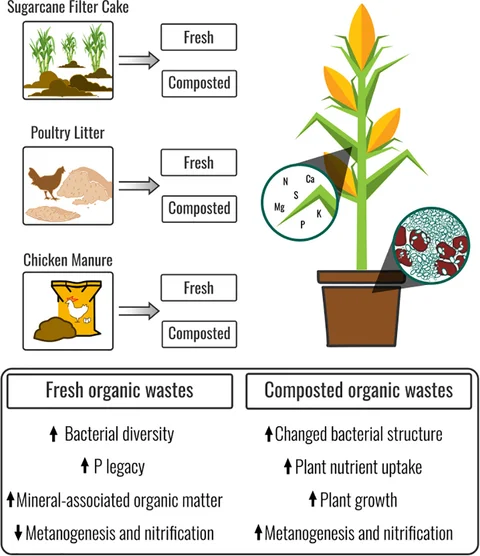 Sugarcane Filter Cake
Fresh
Composted
Poultry Litter
Fresh
Composted
Chicken Manure
Fresh
Composted
N
Ca
S
Mg
K
P
Fresh organic wastes
Bacterial diversity
P legacy
Mineral-associated organic matter
Metanogenesis and nitrification
Composted organic wastes
Changed bacterial structure
Plant nutrient uptake
Plant growth
Metanogenesis and nitrification